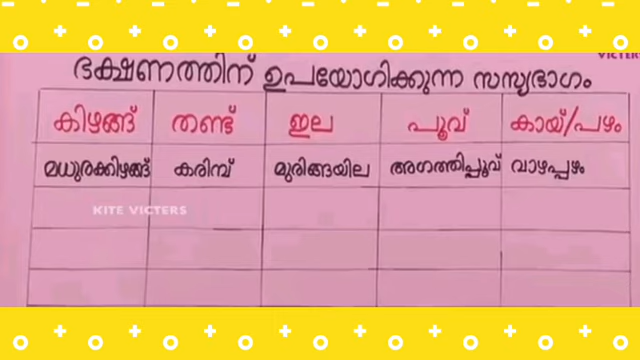 VICTERS
ഭക്ഷണത്തിന് ഉപയോഗിക്കുന്ന സസ്യഭാഗം
കിഴങ്ങ് തണ്ട് ഇല പൂവ് കായ്/പഴം
മധുരക്കിഴങ്ങ് കരിമ്പ് മുരിങ്ങയില അഗത്തിപ്പൂവ് വാഴപ്പഴം
KITE VICTERS